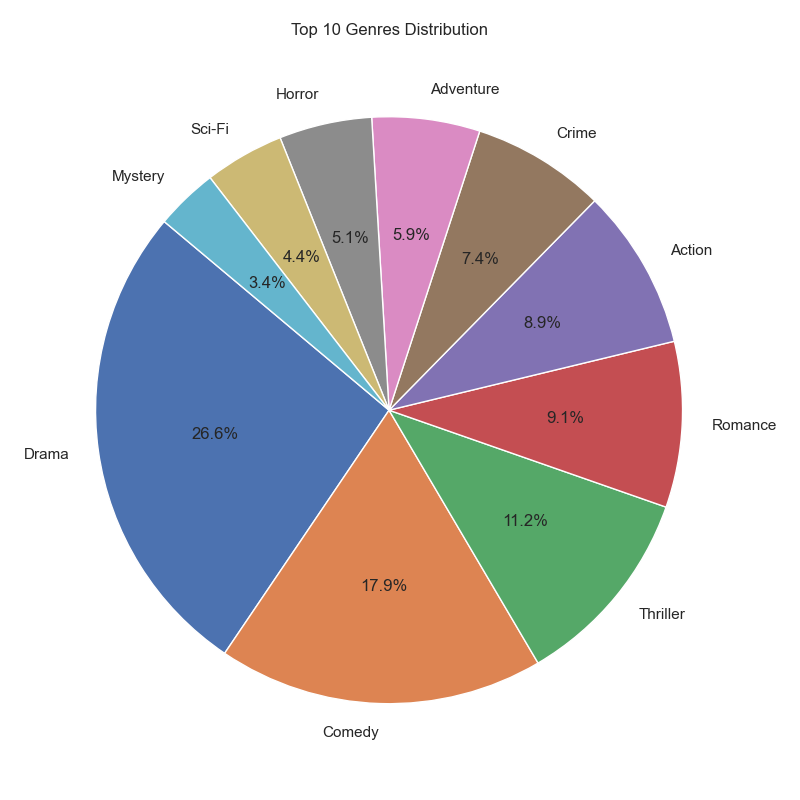 Top 10 Genres Distribution
Adventure
Horror
Crime
Sci-Fi
Mystery
5.9%
5.1%
Action
4.4%
7.4%
3.4%
8.9%
9.1%
Romance
26.6%
Drama
11.2%
17.9%
Thriller
Comedy